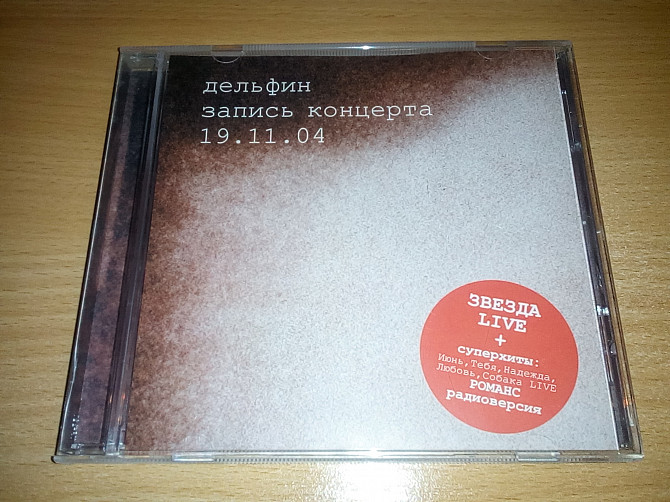 дельфин
запись концерта
19.11.04
ЗВЕЗДА
LIVE
+
суперхиты:
Июнь,Тебя,Надежда,
Любовь,Собака LIVE
РОМАНС
радиоверсия